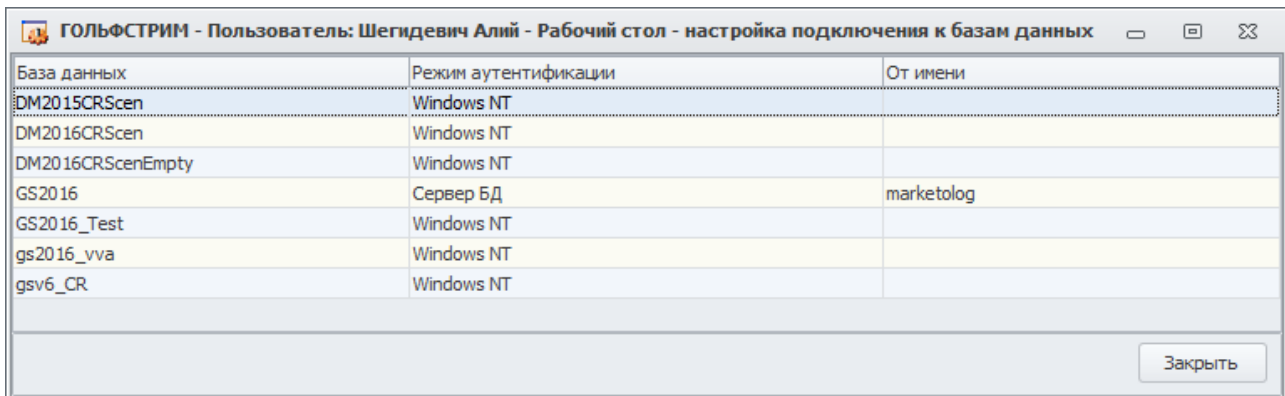 ГОЛЬФСТРИМ - Пользователь: Шегидевич Алий - Рабочий стол - настройка подключения к базам данных
База данных Режим аутентификации От имени
DM2015CRScen Windows NT
DM2016CRScen Windows NT
DM2016CRScenEmpty Windows NT
GS2016 Сервер БД marketolog
GS2016_Test Windows NT
gs2016_vva Windows NT
gsv6_CR Windows NT
Закрыть